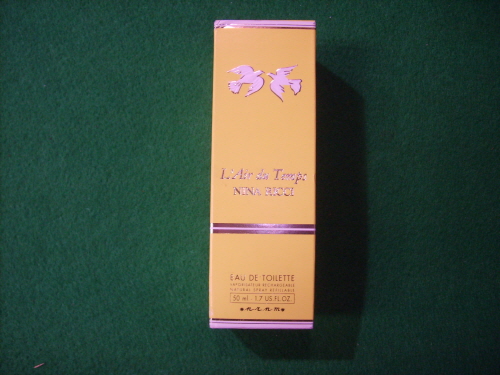 L'Air du Temps
NINA RICCI
EAU DE TOILETTE
VAPORISATEUR RECHARGEABLE
NATURAL SPRAY REFILLABLE
50 ml. 1.7 US.FL.OZ.